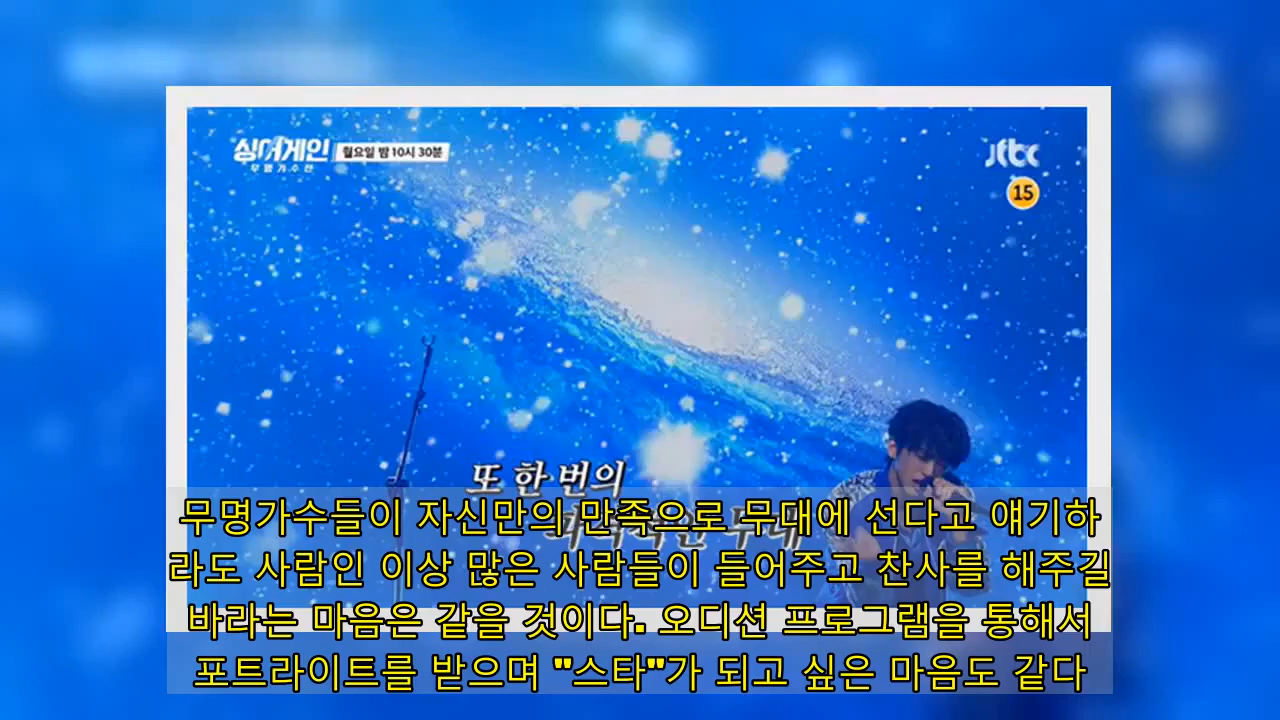 싱어게인 월요일 밤 10시 30분
무명가수전
jtbc
15
또 한 번의
무대
무명가수들이 자신만의 만족으로 무대에 선다고 얘기하
라도 사람인 이상 많은 사람들이 들어주고 찬사를 해주길
바라는 마음은 같을 것이다. 오디션 프로그램을 통해서
포트라이트를 받으며 "스타"가 되고 싶은 마음도 같다